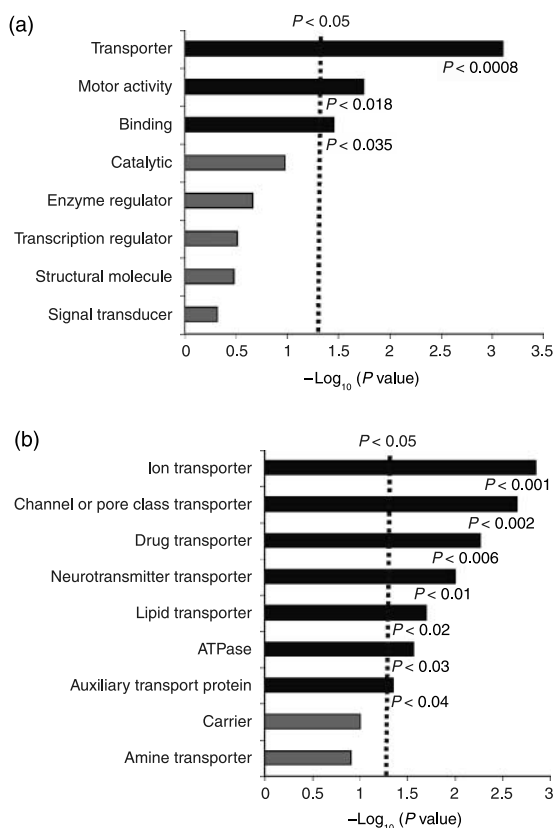 (a)
P < 0.05
Transporter
P < 0.0008
Motor activity
P < 0.018
Binding
P < 0.035
Catalytic
Enzyme regulator
Transcription regulator
Structural molecule
Signal transducer
0 0.5 1 1.5 2 2.5 3 3.5
–Log10 (P value)
(b)
P < 0.05
Ion transporter
P < 0.001
Channel or pore class transporter
P < 0.002
Drug transporter
P < 0.006
Neurotransmitter transporter
P < 0.01
Lipid transporter
P < 0.02
ATPase
P < 0.03
Auxiliary transport protein
P < 0.04
Carrier
Amine transporter
0 0.5 1 1.5 2 2.5 3
–Log10 (P value)